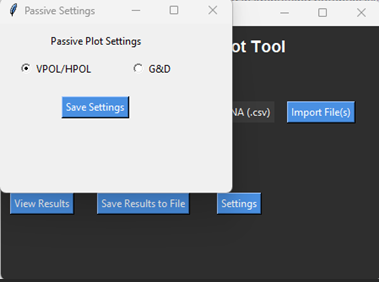 Passive Settings
Passive Plot Settings
VPOL/HPOL
G&D
Save Settings
ot Tool
NA (.csv)
Import File(s)
View Results
Save Results to File
Settings